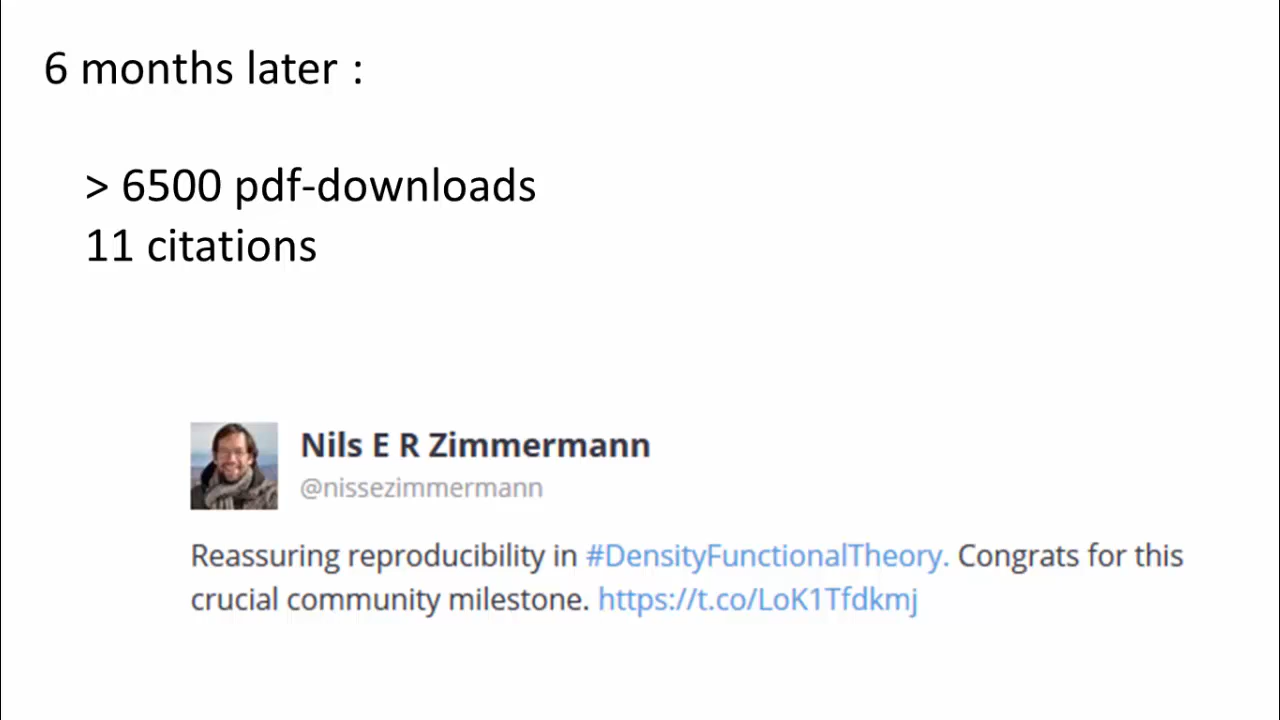 6 months later :
> 6500 pdf-downloads
11 citations
Nils E R Zimmermann
@nissezimmermann
Reassuring reproducibility in #DensityFunctionalTheory. Congrats for this
crucial community milestone. https://t.co/LoK1Tfdkmj